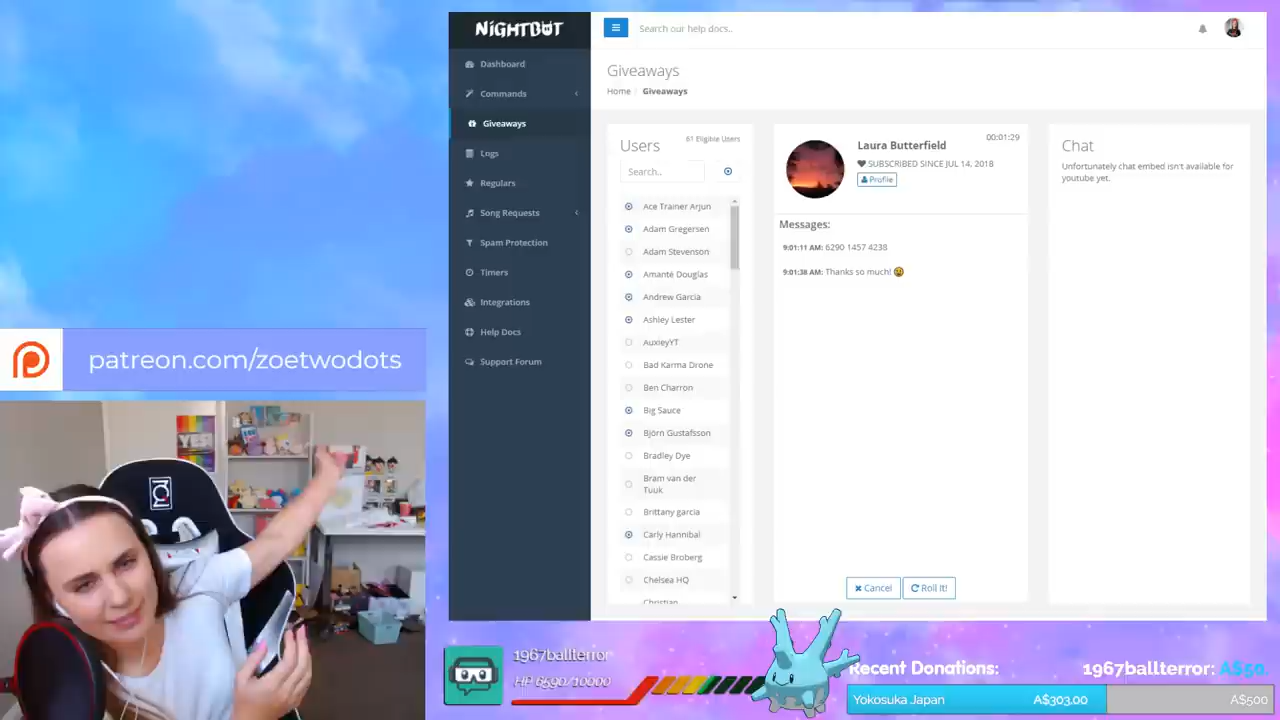 NIGHTBOT
Search our help docs..
Dashboard
Commands
Giveaways
Logs
Regulars
Song Requests
Spam Protection
Timers
Integrations
Help Docs
Support Forum
Giveaways
Home Giveaways
Users
61 Eligible Users
Search..
Ace Trainer Arjun
Adam Gregersen
Adam Stevenson
Amanté Douglas
Andrew Garcia
Ashley Lester
AuxieyYT
Bad Karma Drone
Ben Charron
Big Sauce
Björn Gustafsson
Bradley Dye
Bram van der
Tuuk
Brittany garcia
Carly Hannibal
Cassie Broberg
Chelsea HQ
Christian
Laura Butterfield
00:01:29
SUBSCRIBED SINCE JUL 14, 2018
Profile
Messages:
9:01:11 AM: 6290 1457 4238
9:01:38 AM: Thanks so much! 😲
Cancel
Roll It!
Chat
Unfortunately chat embed isn't available for
youtube yet.
patreon.com/zoetwodots
YES!
1967ballterror
HP 6590/10000
Recent Donations:
1967ballterror: A$50.
Yokosuka Japan
A$303.00
A$500